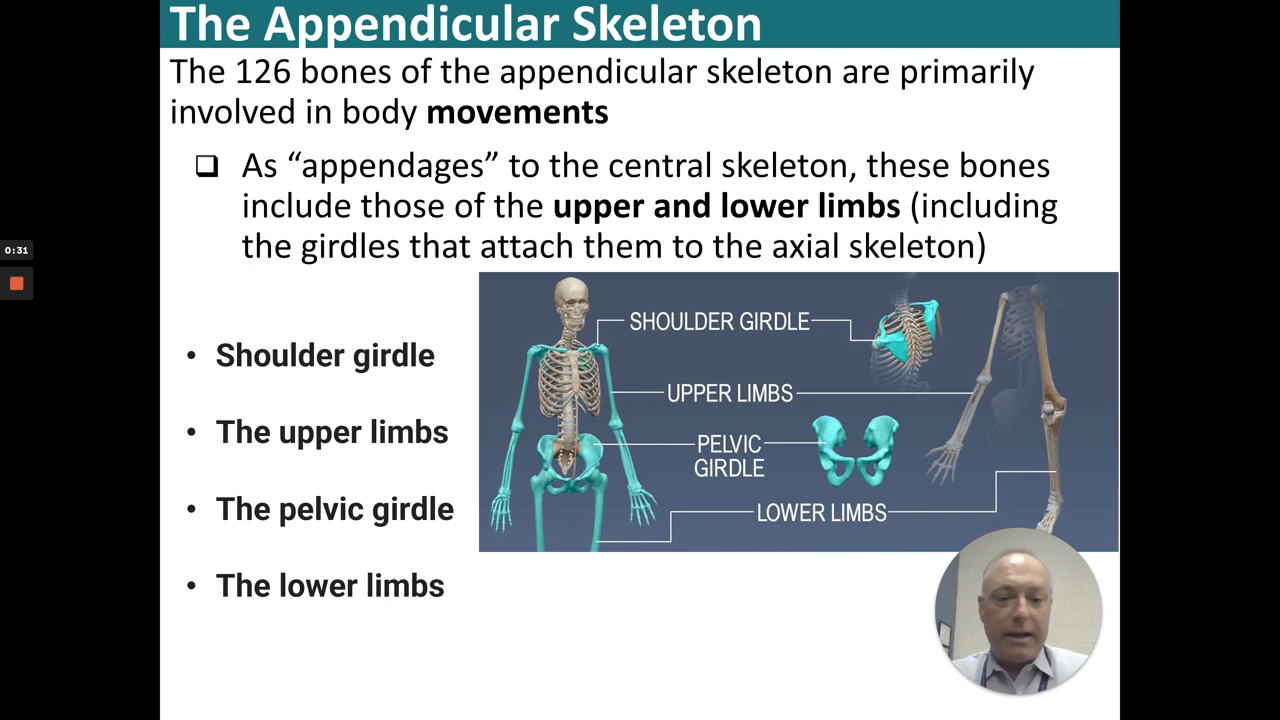 The Appendicular Skeleton
The 126 bones of the appendicular skeleton are primarily
involved in body movements
❑ As “appendages” to the central skeleton, these bones
include those of the upper and lower limbs (including
the girdles that attach them to the axial skeleton)
0:31
• Shoulder girdle
• The upper limbs
• The pelvic girdle
• The lower limbs
SHOULDER GIRDLE
UPPER LIMBS
PELVIC
GIRDLE
LOWER LIMBS